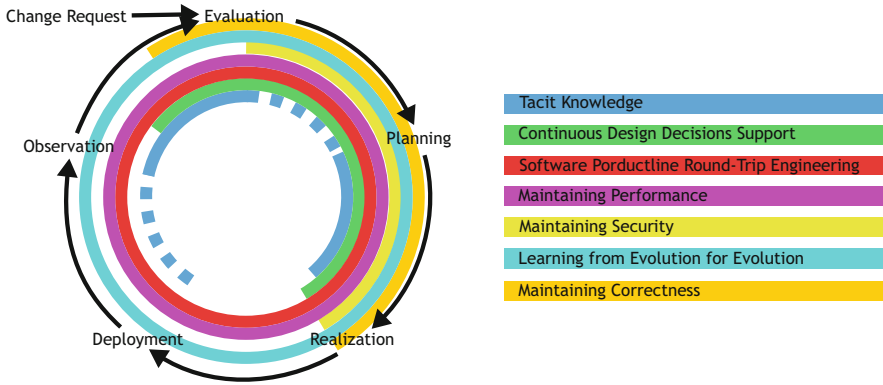 Change Request
Evaluation
Planning
Observation
Deployment
Realization
Tacit Knowledge
Continuous Design Decisions Support
Software Porductline Round-Trip Engineering
Maintaining Performance
Maintaining Security
Learning from Evolution for Evolution
Maintaining Correctness